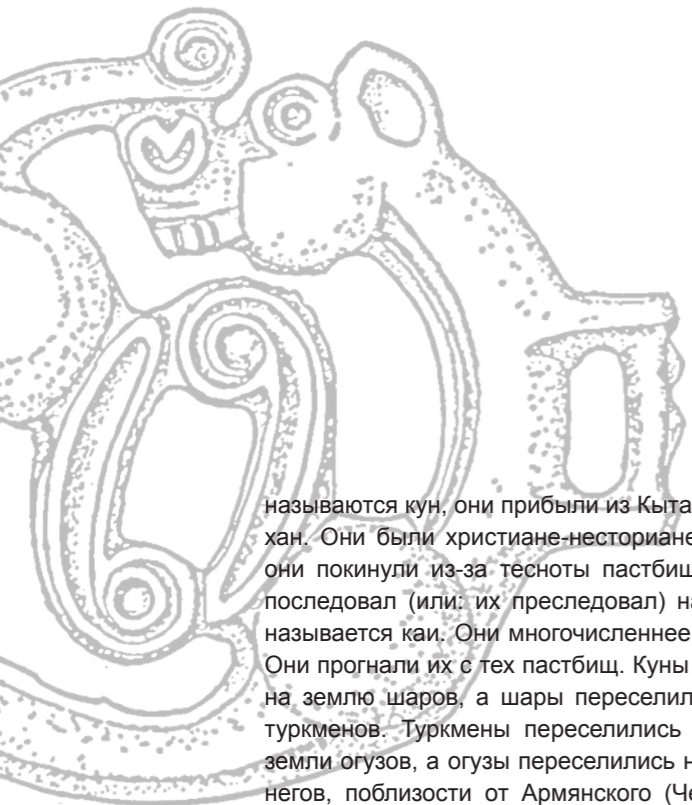 называются кун, они прибыли из Кыта
хан. Они были христиане-несториане
они покинули из-за тесноты пастбищ
последовал (или: их преследовал) на
называется каи. Они многочисленнее
Они прогнали их с тех пастбищ. Куны
на землю шаров, а шары переселил
туркменов. Туркмены переселились
земли огузов, а огузы переселились н
негов, поблизости от Армянского (Че